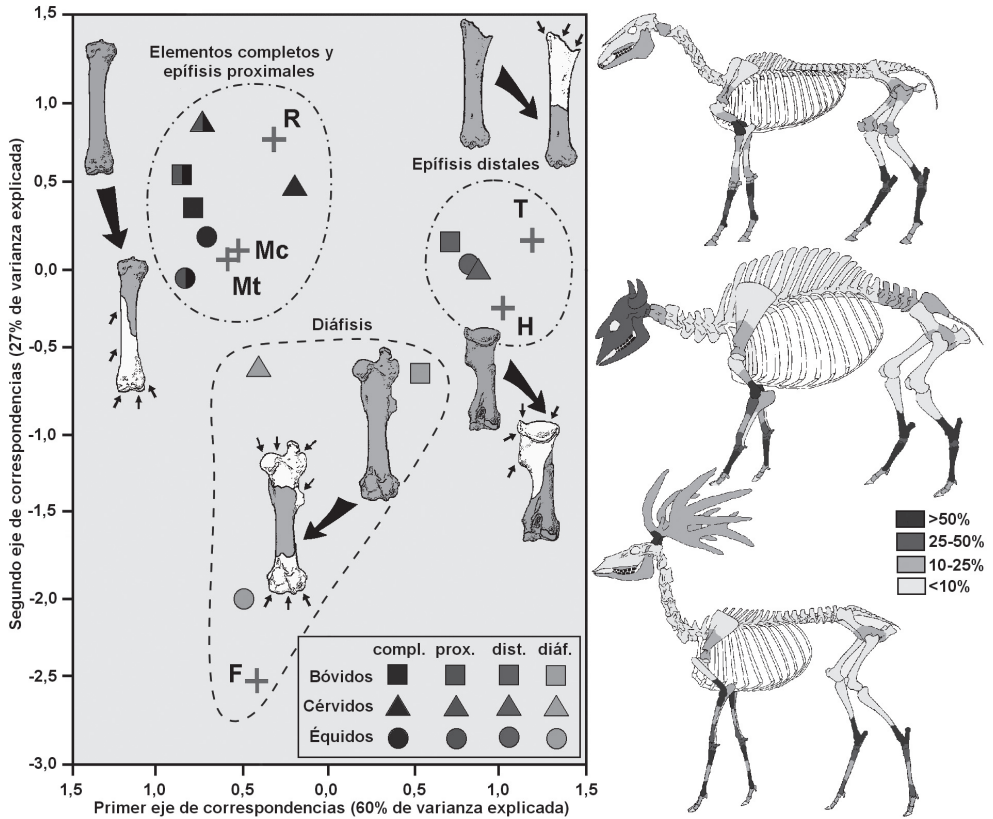 1,5
1,0
0,5
0,0
-0,5
-1,0
-1,5
-2,0
-2,5
-3,0
Segundo eje de correspondencias (27% de varianza explicada)
Elementos completos y
epífisis proximales
R
Mc
Mt
Epífisis distales
T
H
Diáfisis
F
compl. prox. dist. diáf.
Bóvidos
Cérvidos
Équidos
1,5 1,0 0,5 0,0 0,5 1,0 1,5
Primer eje de correspondencias (60% de varianza explicada)
>50%
25-50%
10-25%
<10%